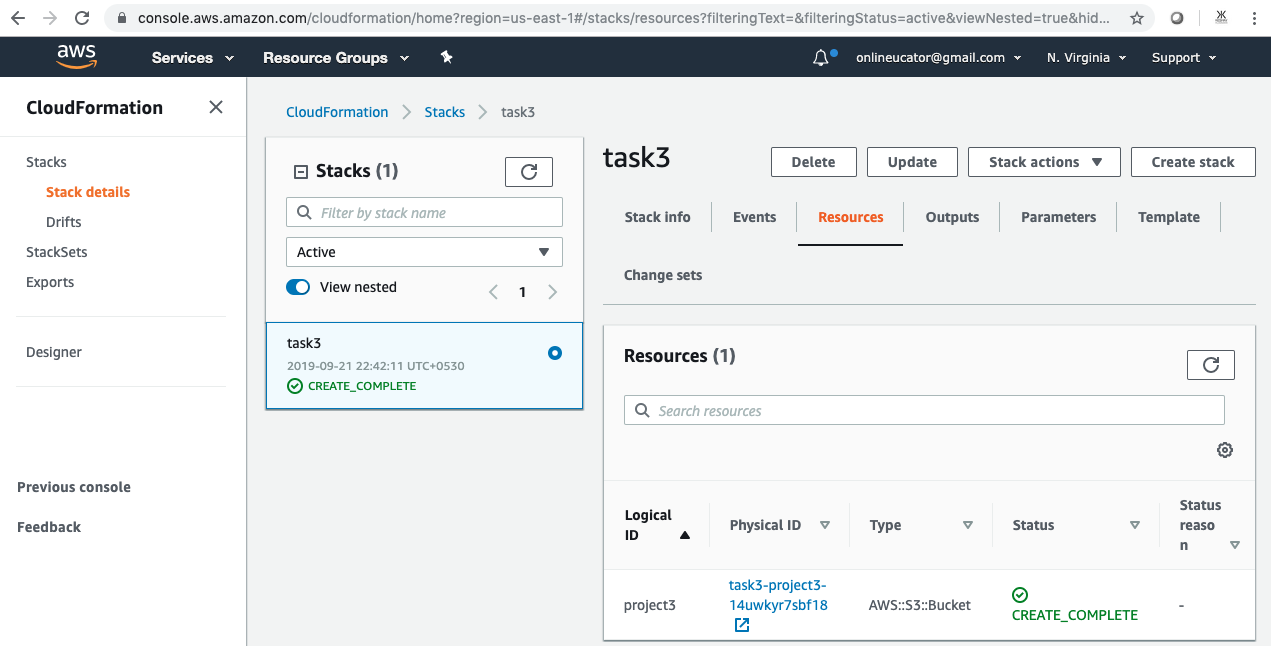 console.aws.amazon.com/cloudformation/home?region=us-east-1#/stacks/resources?filteringText=&filteringStatus=active&viewNested=true&hid...
aws
Services
Resource Groups
onlineucator@gmail.com
N. Virginia
Support
CloudFormation
Stacks
Stack details
Drifts
StackSets
Exports
Designer
Previous console
Feedback
CloudFormation
Stacks
task3
Stacks (1)
Filter by stack name
Active
View nested
1
task3
2019-09-21 22:42:11 UTC+0530
CREATE_COMPLETE
task3
Delete
Update
Stack actions
Create stack
Stack info
Events
Resources
Outputs
Parameters
Template
Change sets
Resources (1)
Search resources
Logical
ID
Physical ID
Type
Status
Status
reaso
n
project3
task3-project3-
14uwkyr7sbf18
AWS::S3::Bucket
CREATE_COMPLETE
-